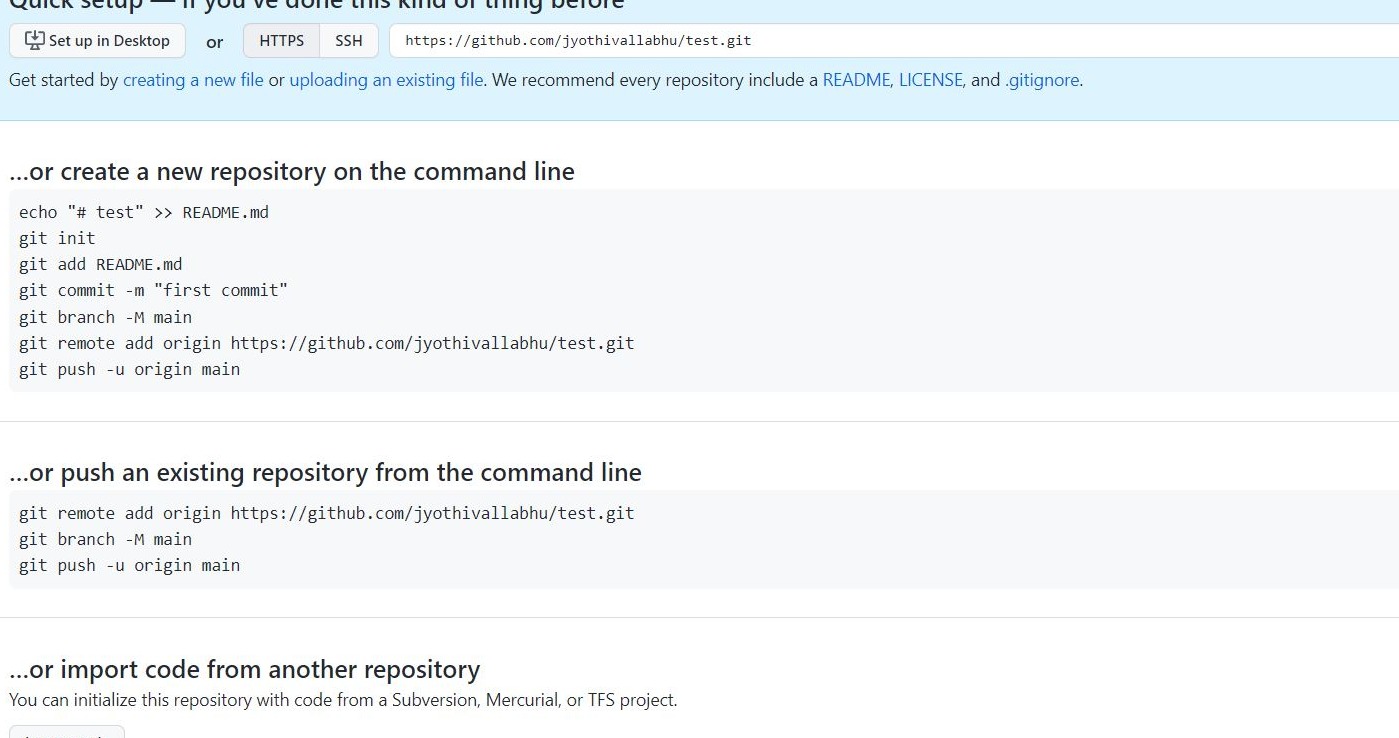 Quick setup — if you've done this kind of thing before
Set up in Desktop or HTTPS SSH https://github.com/jyothivallabhu/test.git
Get started by creating a new file or uploading an existing file. We recommend every repository include a README, LICENSE, and .gitignore.
...or create a new repository on the command line
echo "# test" >> README.md
git init
git add README.md
git commit -m "first commit"
git branch -M main
git remote add origin https://github.com/jyothivallabhu/test.git
git push -u origin main
...or push an existing repository from the command line
git remote add origin https://github.com/jyothivallabhu/test.git
git branch -M main
git push -u origin main
...or import code from another repository
You can initialize this repository with code from a Subversion, Mercurial, or TFS project.